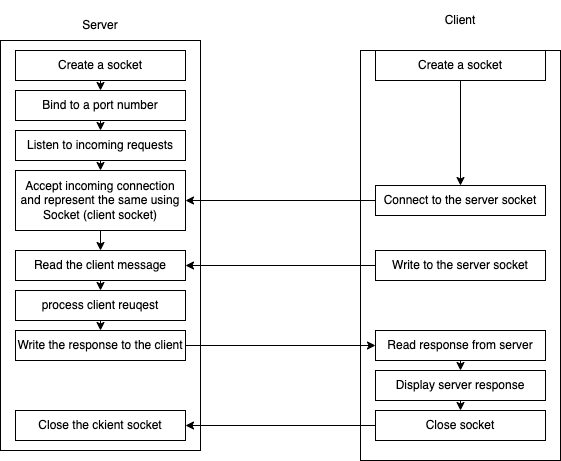 Server
Create a socket
Bind to a port number
Listen to incoming requests
Accept incoming connection
and represent the same using
Socket (client socket)
Read the client message
process client reuqest
Write the response to the client
Close the ckient socket
Client
Create a socket
Connect to the server socket
Write to the server socket
Read response from server
Display server response
Close socket